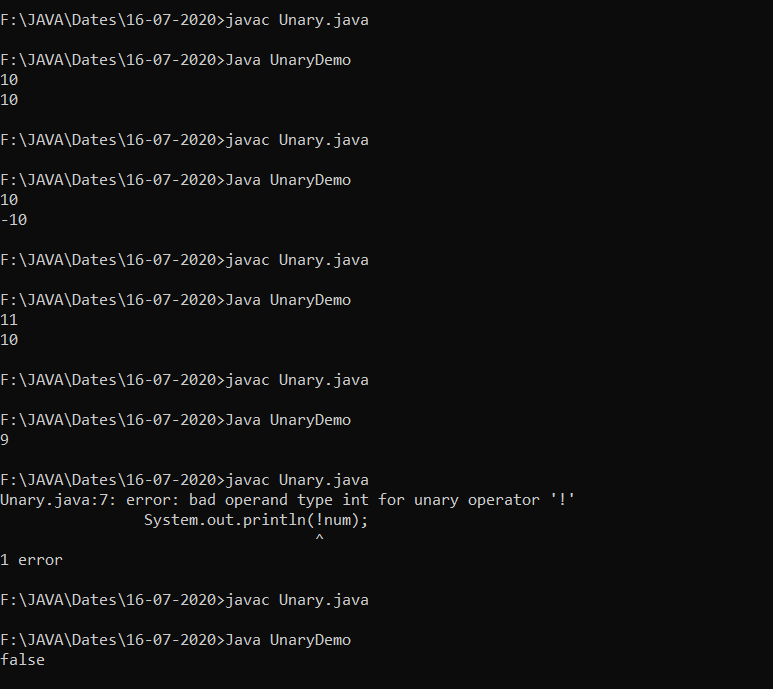 F:\JAVA\Dates\16-07-2020>javac Unary.java
F:\JAVA\Dates\16-07-2020>Java UnaryDemo
10
10
F:\JAVA\Dates\16-07-2020>javac Unary.java
F:\JAVA\Dates\16-07-2020>Java UnaryDemo
10
-10
F:\JAVA\Dates\16-07-2020>javac Unary.java
F:\JAVA\Dates\16-07-2020>Java UnaryDemo
11
10
F:\JAVA\Dates\16-07-2020>javac Unary.java
F:\JAVA\Dates\16-07-2020>Java UnaryDemo
9
F:\JAVA\Dates\16-07-2020>javac Unary.java
Unary.java:7: error: bad operand type int for unary operator '!'
                System.out.println(!num);
                                   ^
1 error
F:\JAVA\Dates\16-07-2020>javac Unary.java
F:\JAVA\Dates\16-07-2020>Java UnaryDemo
false